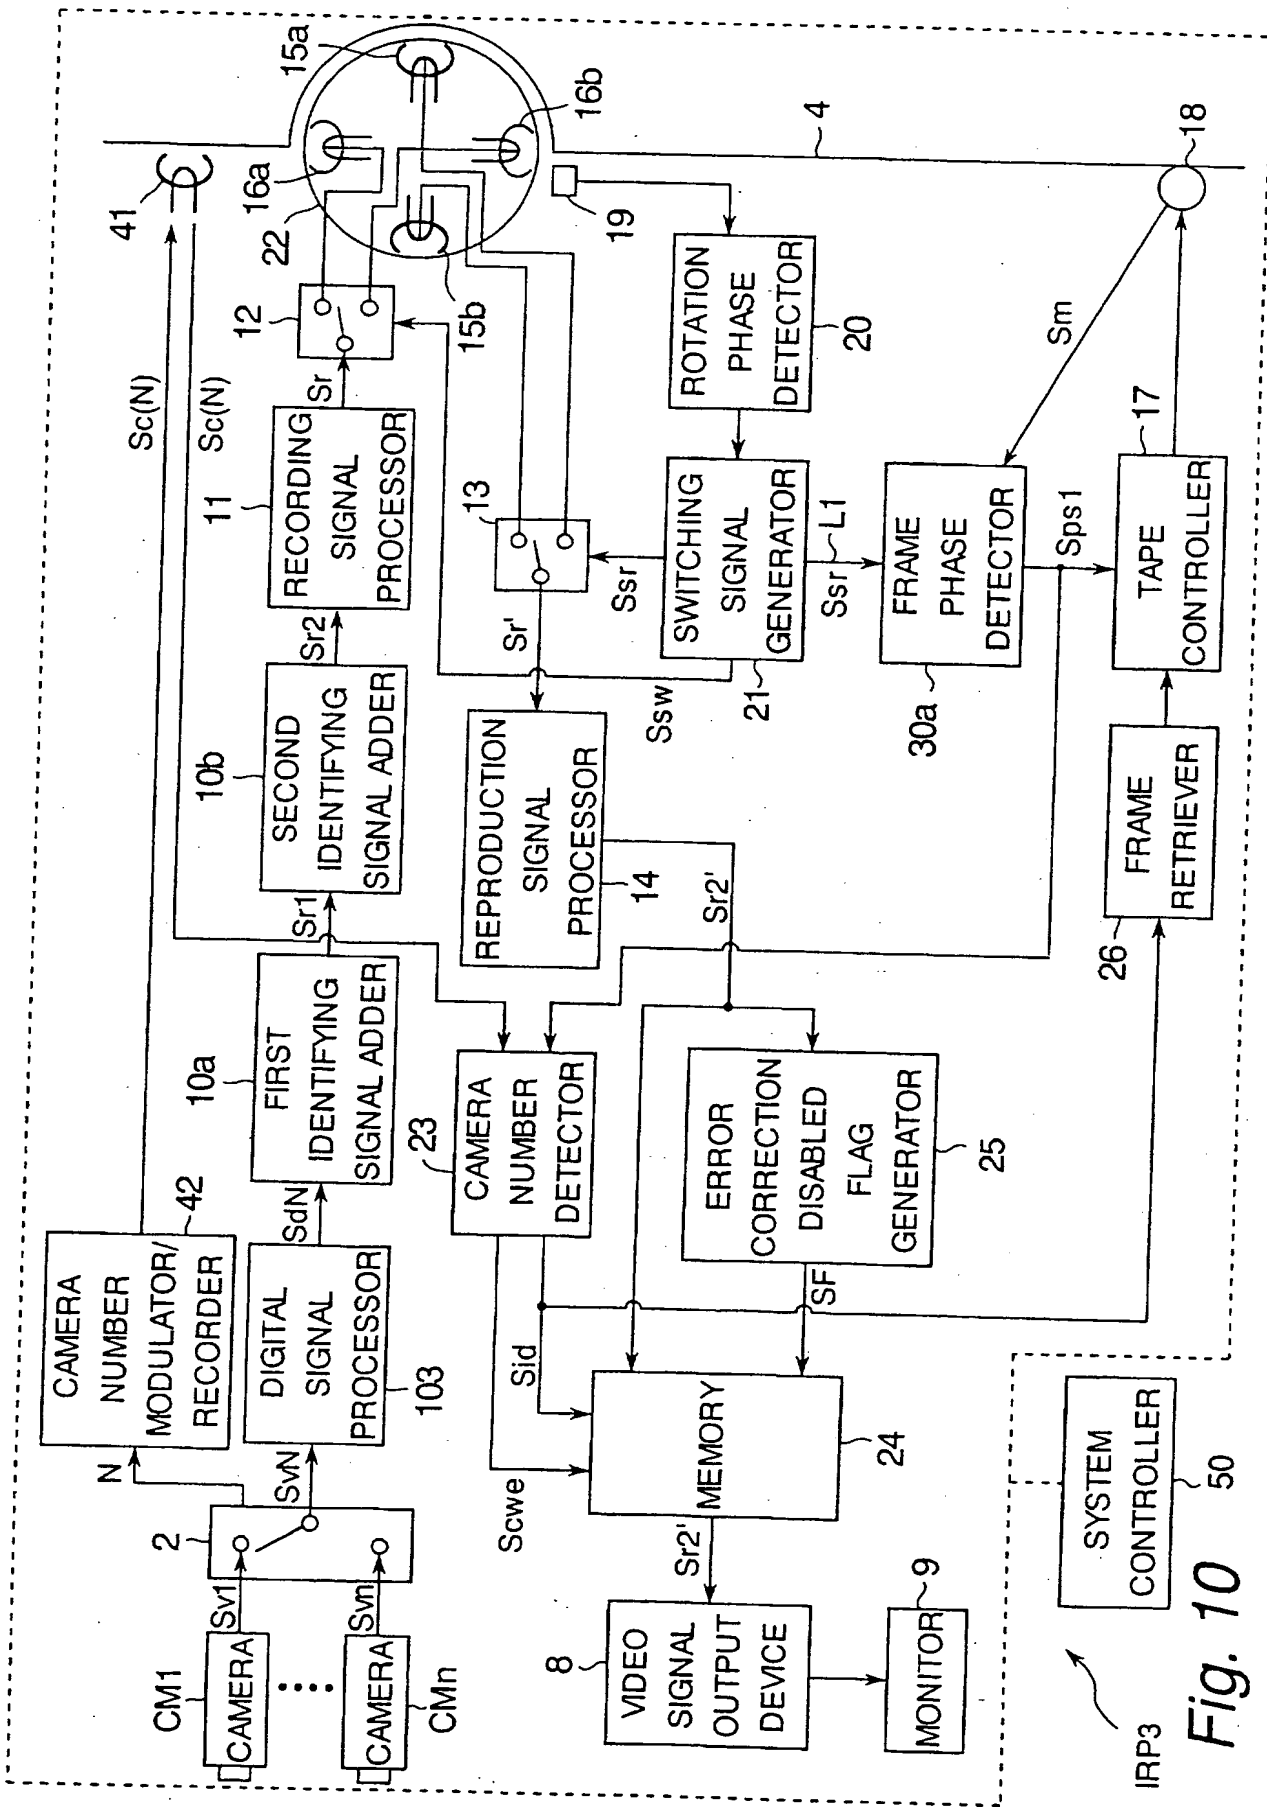 CM1
CAMERA
CAMERA
CMn
Sv1
Svn
2
N
SvN
CAMERA
NUMBER
MODULATOR/
RECORDER
42
DIGITAL
SIGNAL
PROCESSOR
103
SdN
10a
FIRST
IDENTIFYING
SIGNAL ADDER
Sr1
10b
SECOND
IDENTIFYING
SIGNAL ADDER
Sr2
11
RECORDING
SIGNAL
PROCESSOR
Sr
12
Sc(N)
Sc(N)
41
22
16a
15a
16b
15b
19
4
18
8
VIDEO
SIGNAL
OUTPUT
DEVICE
9
MONITOR
Sr2'
MEMORY
24
Scwe
Sid
SF
23
CAMERA
NUMBER
DETECTOR
ERROR
CORRECTION
DISABLED
FLAG
GENERATOR
25
REPRODUCTION
SIGNAL
PROCESSOR
14
Sr2'
Sr'
13
Ssw
Ssr
SWITCHING
SIGNAL
GENERATOR
21
Ssr
L1
ROTATION
PHASE
DETECTOR
20
FRAME
PHASE
DETECTOR
30a
Sps1
Sm
FRAME
RETRIEVER
26
TAPE
CONTROLLER
17
SYSTEM
CONTROLLER
50
IRP3
Fig. 10